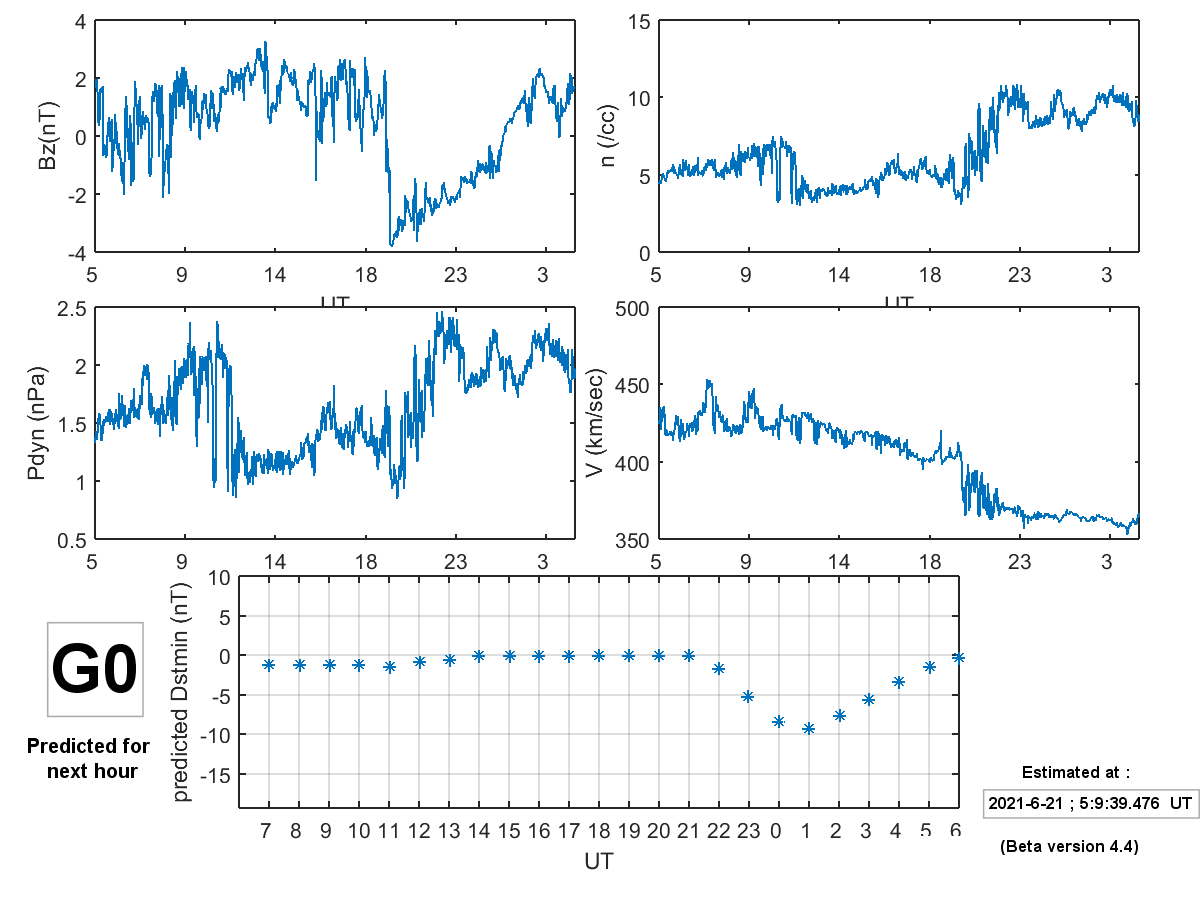 4
2
0
-2
-4
Bz(nT)
5 9 14 18 23 3
UT
15
10
5
0
n (/cc)
5 9 14 18 23 3
UT
2.5
2
1.5
1
0.5
Pdyn (nPa)
5 9 14 18 23 3
500
450
400
350
V (km/sec)
5 9 14 18 23 3
10
5
0
-5
-10
-15
predicted Dstmin (nT)
7 8 9 10 11 12 13 14 15 16 17 18 19 20 21 22 23 0 1 2 3 4 5 6
UT
G0
Predicted for
next hour
Estimated at :
2021-6-21 ; 5:9:39.476 UT
(Beta version 4.4)